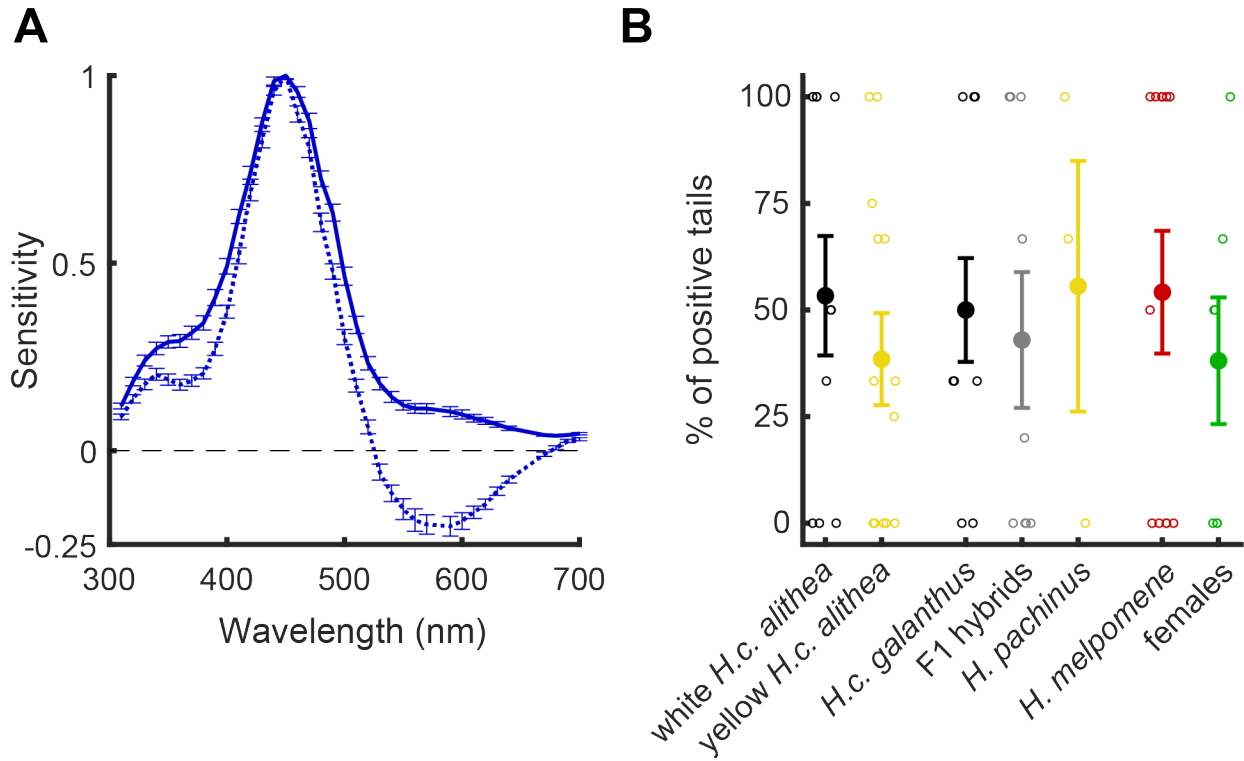 A
B
1
0.5
0
-0.25
Sensitivity
300 400 500 600 700
Wavelength (nm)
100
75
50
25
0
% of positive tails
white H.c. alithea
yellow H.c. alithea
H.c. galanthus
F1 hybrids
H. pachinus
H. melpomene
females